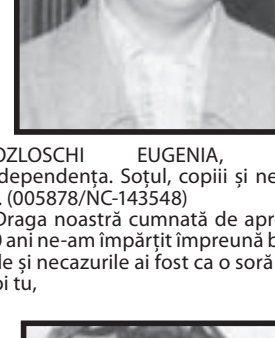 OZLOSCHI EUGENIA,
dependența. Soțul, copiii și ne
. (005878/NC-143548)
Draga noastră cumnată de apr
0 ani ne-am împărțit împreună b
le și necazurile ai fost ca o soră
oi tu,